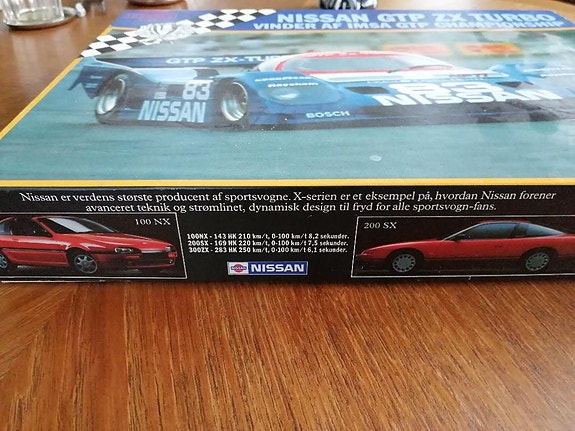 NISSAN GTP ZX TURBO
VINDER AF IMSA GTP CHAMPIONSHIP
GTP ZX-T
83
NISSAN
BOSCH
NISSAN
Nissan er verdens største producent af sportsvogne. X-serien er et eksempel på, hvordan Nissan forener
avanceret teknik og strømlinet, dynamisk design til fryd for alle sportsvogn-fans.
100 NX
100NX - 143 HK 210 km/t, 0-100 km/t 8,2 sekunder.
200SX - 169 HK 220 km/t, 0-100 km/t 7,5 sekunder.
300ZX - 283 HK 250 km/t, 0-100 km/t 6,1 sekunder.
NISSAN
200 SX